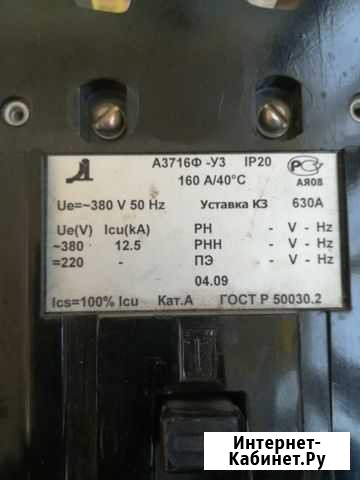 А3716Ф -У3 IP20
160 А/40°С
АЯ08
Ue=~380 V 50 Hz Уставка КЗ 630А
Ue(V) Icu(kA) РН - V - Hz
~380 12.5 РНН - V - Hz
=220 - ПЭ - V - Hz
04.09
Ics=100% Icu Кат.А ГОСТ Р 50030.2
Интернет-
Кабинет.Ру